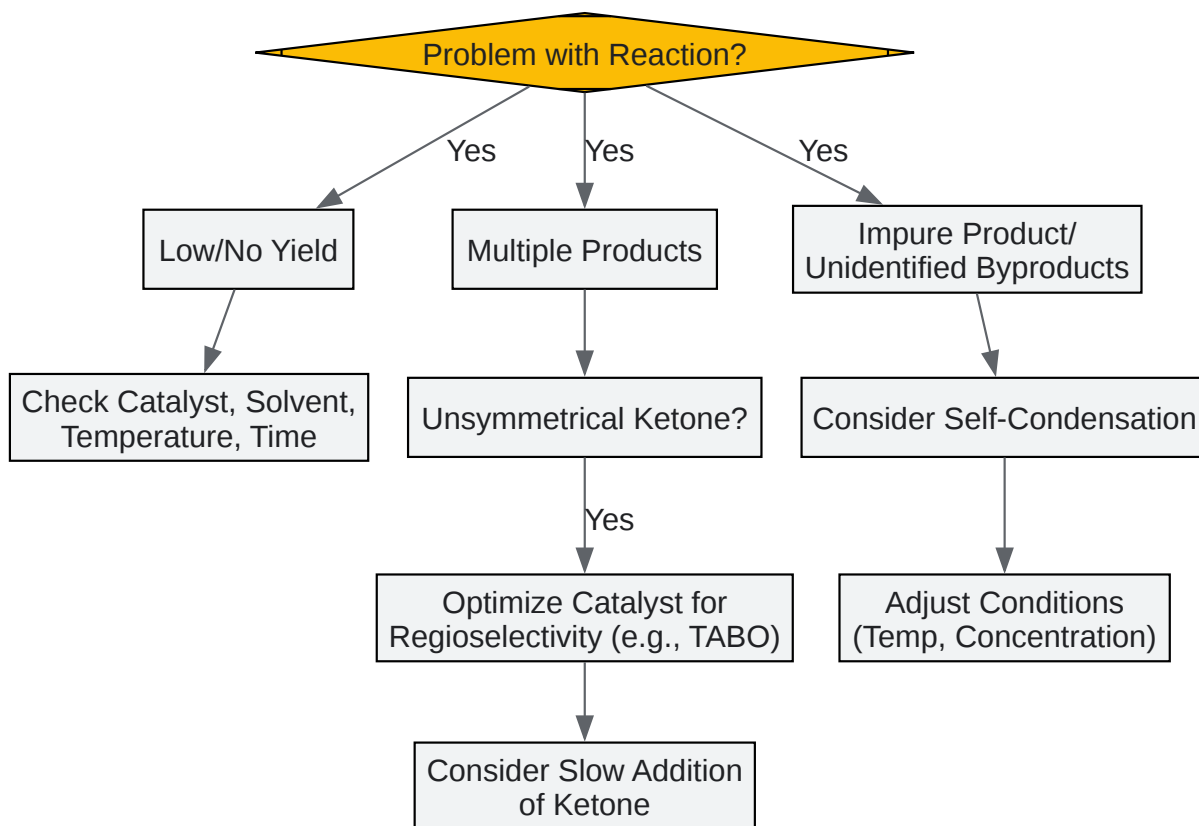 Problem with Reaction?
Yes
Yes
Yes
Low/No Yield
Multiple Products
Impure Product/
Unidentified Byproducts
Check Catalyst, Solvent,
Temperature, Time
Unsymmetrical Ketone?
Consider Self-Condensation
Yes
Optimize Catalyst for
Regioselectivity (e.g., TABO)
Adjust Conditions
(Temp, Concentration)
Consider Slow Addition
of Ketone